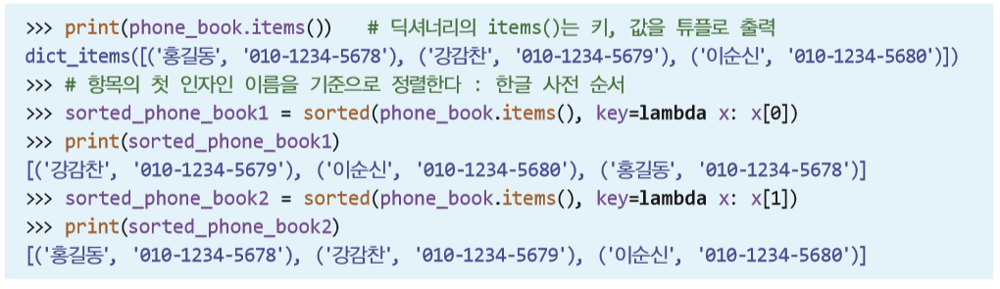 >>> print(phone_book.items())   # 딕셔너리의 items()는 키, 값을 튜플로 출력
dict_items([('홍길동', '010-1234-5678'), ('강감찬', '010-1234-5679'), ('이순신', '010-1234-5680')])
>>> # 항목의 첫 인자인 이름을 기준으로 정렬한다 : 한글 사전 순서
>>> sorted_phone_book1 = sorted(phone_book.items(), key=lambda x: x[0])
>>> print(sorted_phone_book1)
[('강감찬', '010-1234-5679'), ('이순신', '010-1234-5680'), ('홍길동', '010-1234-5678')]
>>> sorted_phone_book2 = sorted(phone_book.items(), key=lambda x: x[1])
>>> print(sorted_phone_book2)
[('홍길동', '010-1234-5678'), ('강감찬', '010-1234-5679'), ('이순신', '010-1234-5680')]